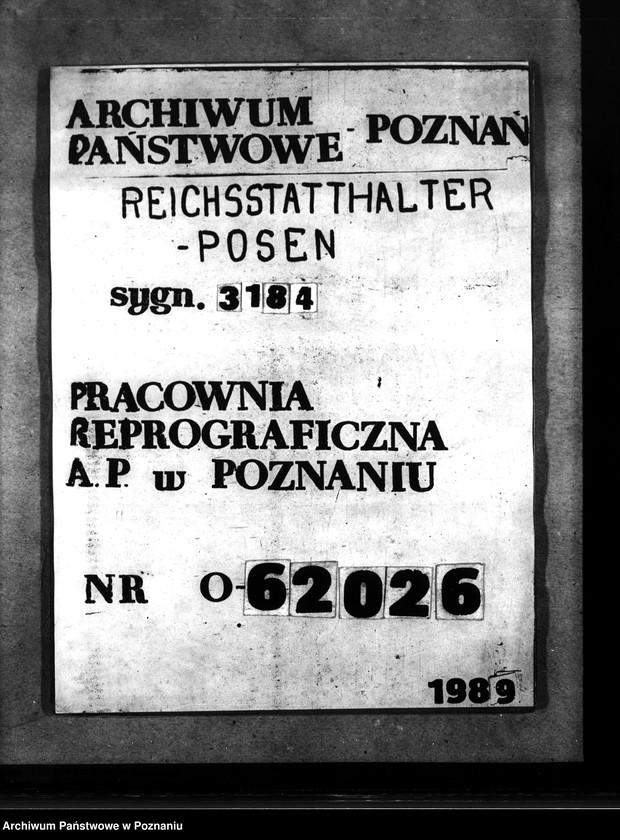 ARCHIWUM
PAŃSTWOWE - POZNAŃ
REICHSSTATTHALTER
-POSEN
sygn. 3184
PRACOWNIA
REPROGRAFICZNA
A.P. w POZNANIU
NR O-62026
1989
Archiwum Państwowe w Poznaniu